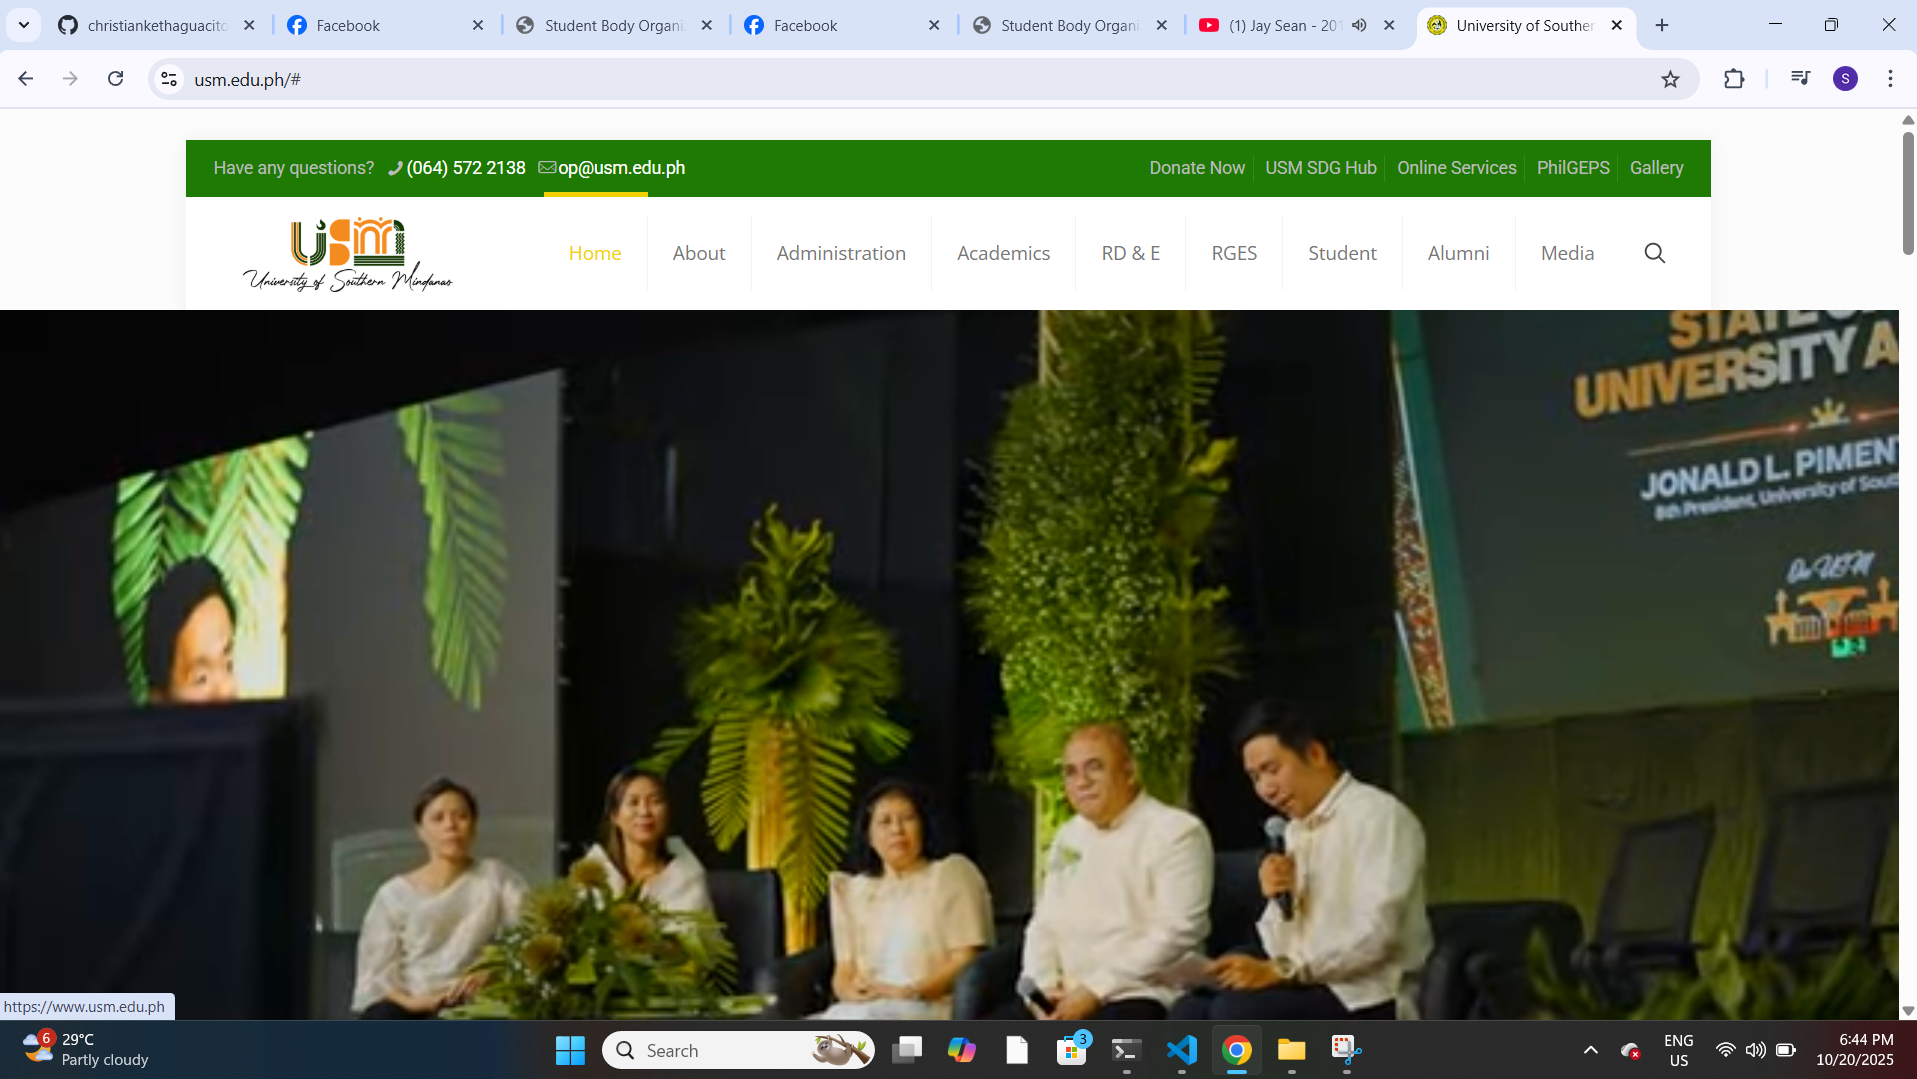 christiankethaguacito
Facebook
Student Body Organi
Facebook
Student Body Organi
(1) Jay Sean - 201
University of Souther
usm.edu.ph/#
S
Have any questions? (064) 572 2138 op@usm.edu.ph
Donate Now USM SDG Hub Online Services PhilGEPS Gallery
USM
University of Southern Mindanao
Home About Administration Academics RD & E RGES Student Alumni Media
UNIVERSITY A
JONALD L. PIMENT
8th President, University of Sout
One USM
https://www.usm.edu.ph
6
29°C
Partly cloudy
Search
3
ENG
US
6:44 PM
10/20/2025